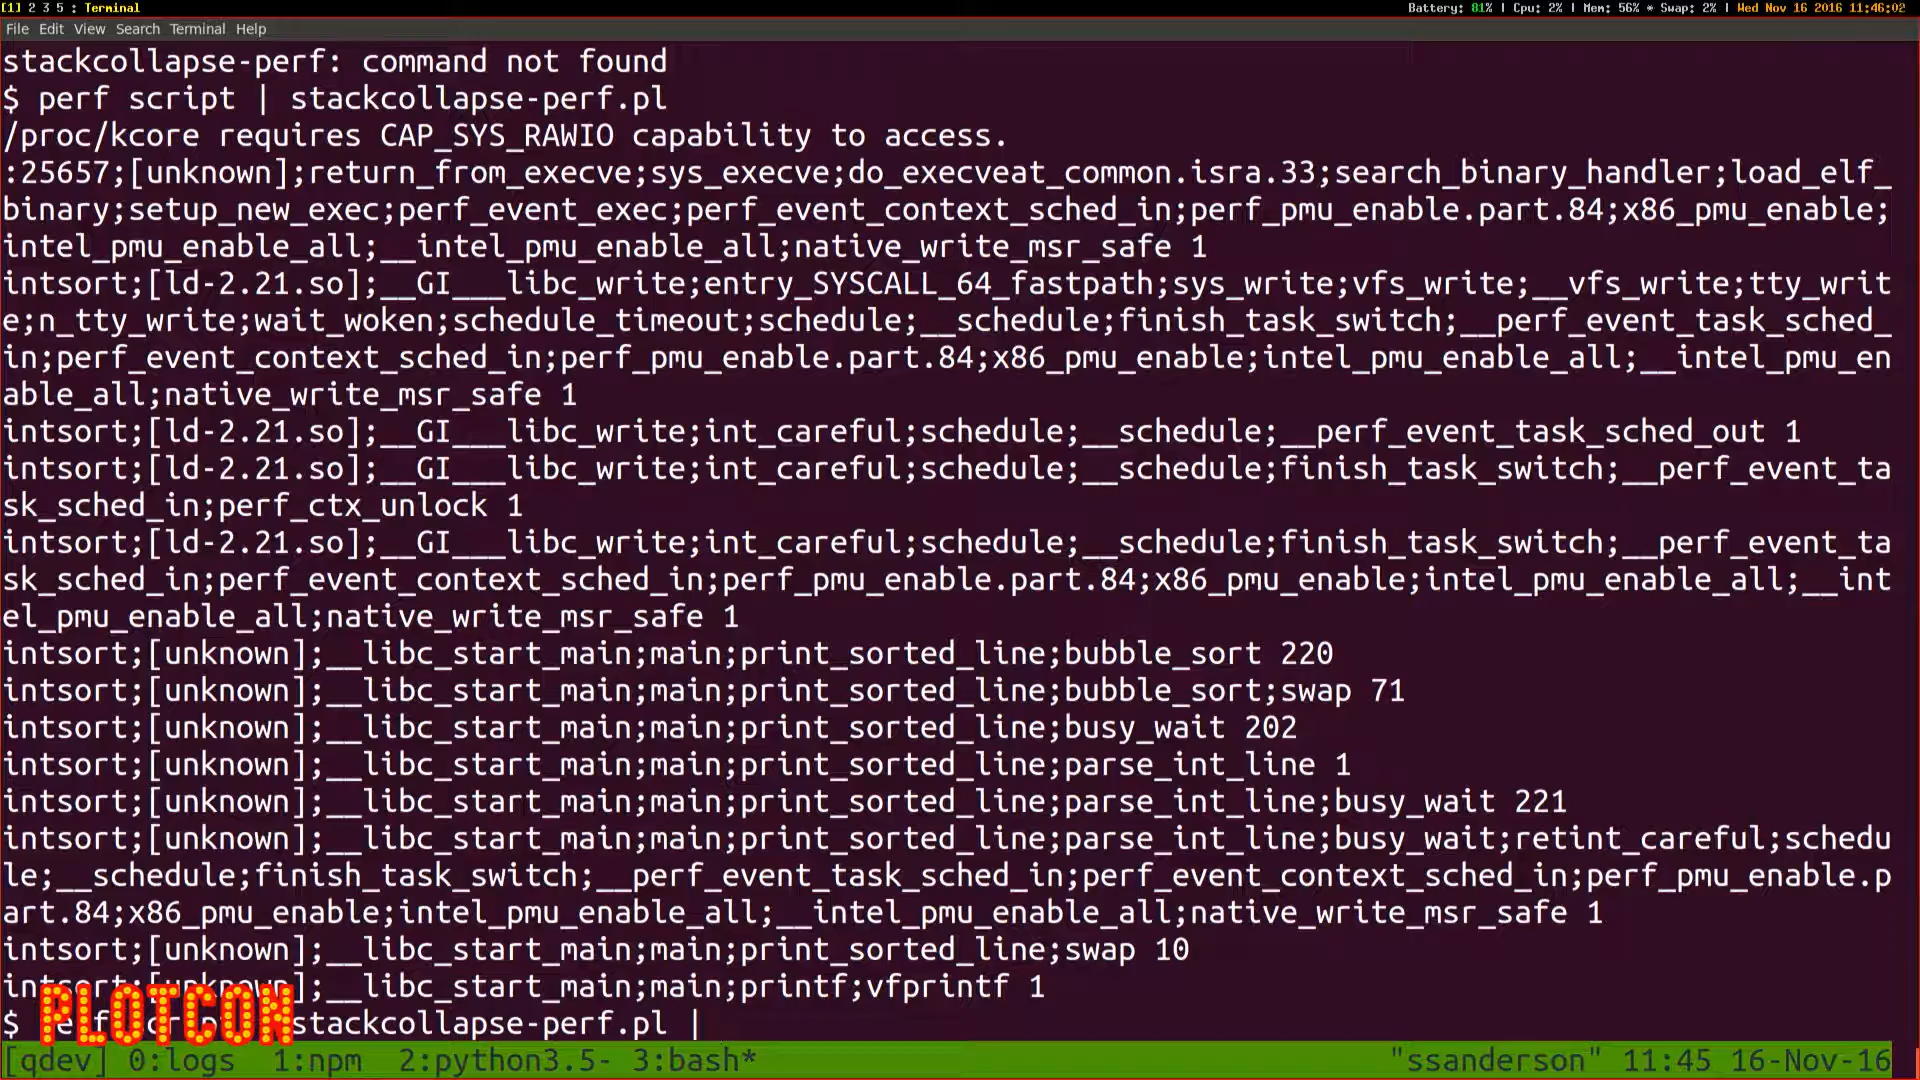 [1] 2 3 5 : Terminal
Battery: 81% | Cpu: 2% | Mem: 56% * Swap: 2% | Wed Nov 16 2016 11:46:02
File Edit View Search Terminal Help
stackcollapse-perf: command not found
$ perf script | stackcollapse-perf.pl
/proc/kcore requires CAP_SYS_RAWIO capability to access.
:25657;[unknown];return_from_execve;sys_execve;do_execveat_common.isra.33;search_binary_handler;load_elf_
binary;setup_new_exec;perf_event_exec;perf_event_context_sched_in;perf_pmu_enable.part.84;x86_pmu_enable;
intel_pmu_enable_all;__intel_pmu_enable_all;native_write_msr_safe 1
intsort;[ld-2.21.so];__GI___libc_write;entry_SYSCALL_64_fastpath;sys_write;vfs_write;__vfs_write;tty_writ
e;n_tty_write;wait_woken;schedule_timeout;schedule;__schedule;finish_task_switch;__perf_event_task_sched_
in;perf_event_context_sched_in;perf_pmu_enable.part.84;x86_pmu_enable;intel_pmu_enable_all;__intel_pmu_en
able_all;native_write_msr_safe 1
intsort;[ld-2.21.so];__GI___libc_write;int_careful;schedule;__schedule;__perf_event_task_sched_out 1
intsort;[ld-2.21.so];__GI___libc_write;int_careful;schedule;__schedule;finish_task_switch;__perf_event_ta
sk_sched_in;perf_ctx_unlock 1
intsort;[ld-2.21.so];__GI___libc_write;int_careful;schedule;__schedule;finish_task_switch;__perf_event_ta
sk_sched_in;perf_event_context_sched_in;perf_pmu_enable.part.84;x86_pmu_enable;intel_pmu_enable_all;__int
el_pmu_enable_all;native_write_msr_safe 1
intsort;[unknown];__libc_start_main;main;print_sorted_line;bubble_sort 220
intsort;[unknown];__libc_start_main;main;print_sorted_line;bubble_sort;swap 71
intsort;[unknown];__libc_start_main;main;print_sorted_line;busy_wait 202
intsort;[unknown];__libc_start_main;main;print_sorted_line;parse_int_line 1
intsort;[unknown];__libc_start_main;main;print_sorted_line;parse_int_line;busy_wait 221
intsort;[unknown];__libc_start_main;main;print_sorted_line;parse_int_line;busy_wait;retint_careful;schedu
le;__schedule;finish_task_switch;__perf_event_task_sched_in;perf_event_context_sched_in;perf_pmu_enable.p
art.84;x86_pmu_enable;intel_pmu_enable_all;__intel_pmu_enable_all;native_write_msr_safe 1
intsort;[unknown];__libc_start_main;main;print_sorted_line;swap 10
intsort;[unknown];__libc_start_main;main;printf;vfprintf 1
$ perf script | stackcollapse-perf.pl |
PLOTCON
[qdev] 0:logs 1:npm 2:python3.5- 3:bash*
"ssanderson" 11:45 16-Nov-16